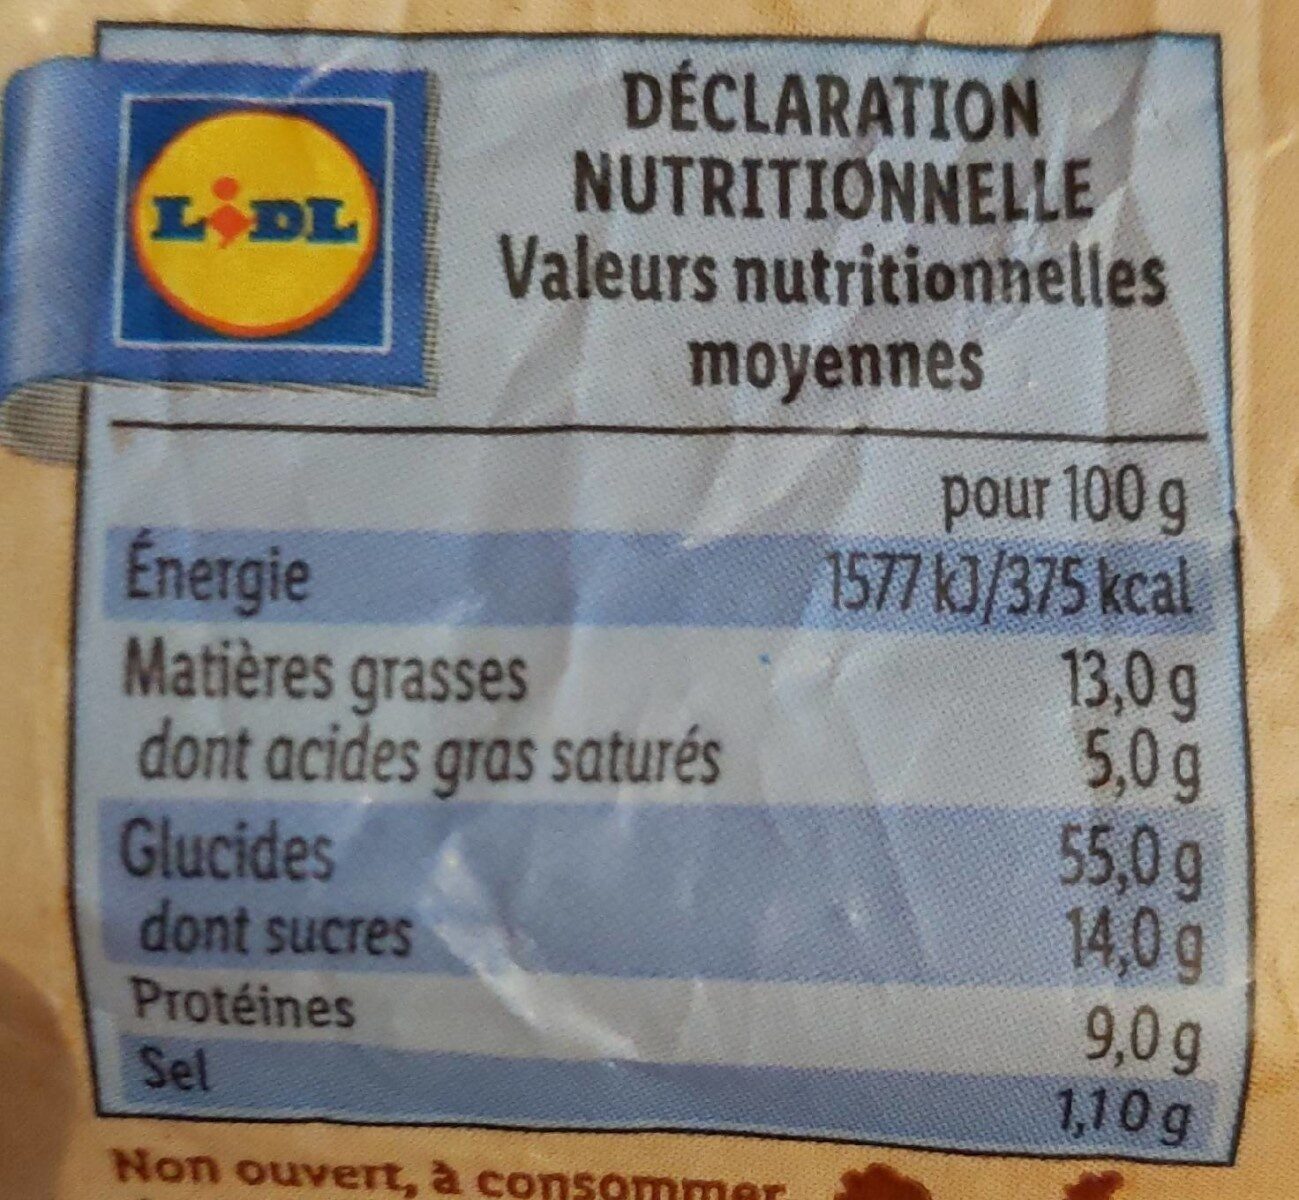 LiDL
DÉCLARATION
NUTRITIONNELLE
Valeurs nutritionnelles
moyennes
pour 100 g
Énergie 1577 kJ/375 kcal
Matières grasses 13,0 g
dont acides gras saturés 5,0 g
Glucides 55,0 g
dont sucres 14,0 g
Protéines 9,0 g
Sel 1,10 g
Non ouvert, à consommer